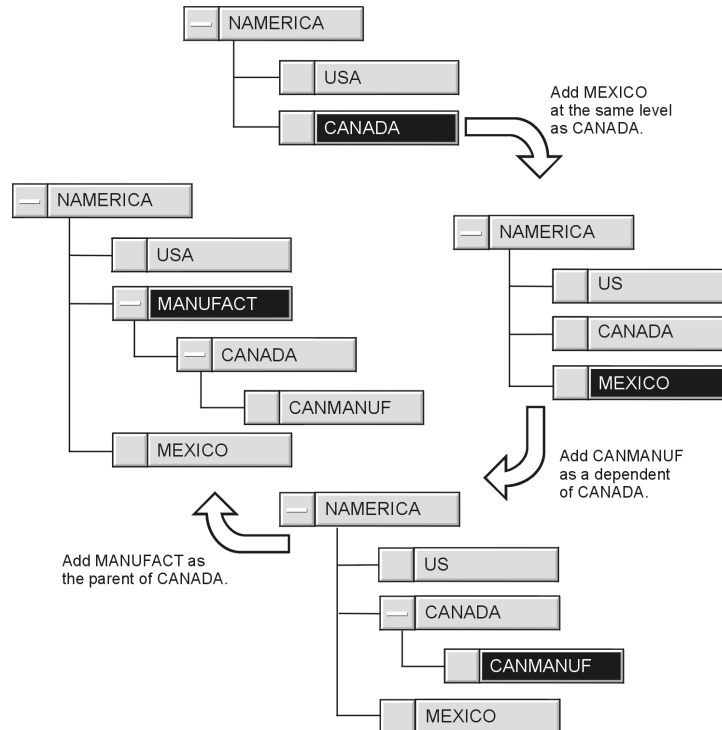 NAMERICA
USA
CANADA
Add MEXICO
at the same level
as CANADA.
NAMERICA
US
CANADA
MEXICO
Add CANMANUF
as a dependent
of CANADA.
NAMERICA
US
CANADA
CANMANUF
MEXICO
Add MANUFACT as
the parent of CANADA.
NAMERICA
USA
MANUFACT
CANADA
CANMANUF
MEXICO